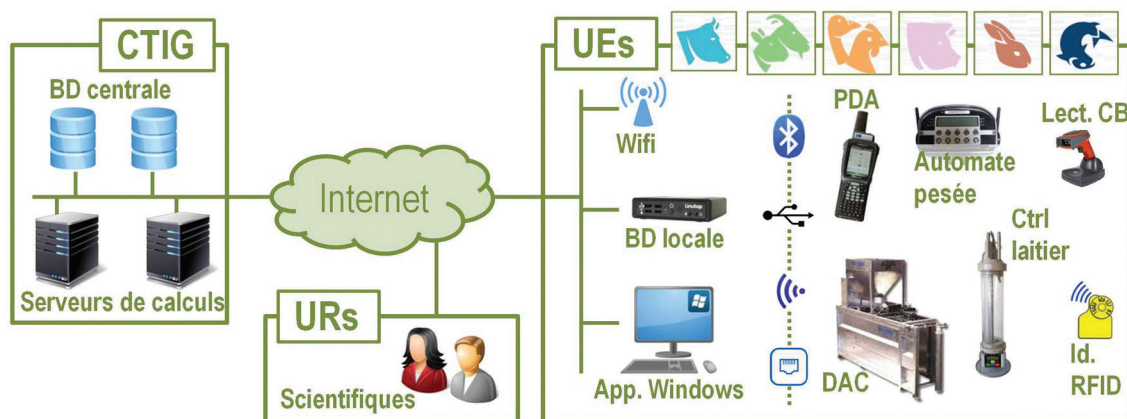 CTIG
BD centrale
Serveurs de calculs
Internet
URs
Scientifiques
UEs
Wifi
BD locale
App. Windows
PDA
Automate
pesée
Lect. CB
Ctrl
laitier
DAC
Id.
RFID